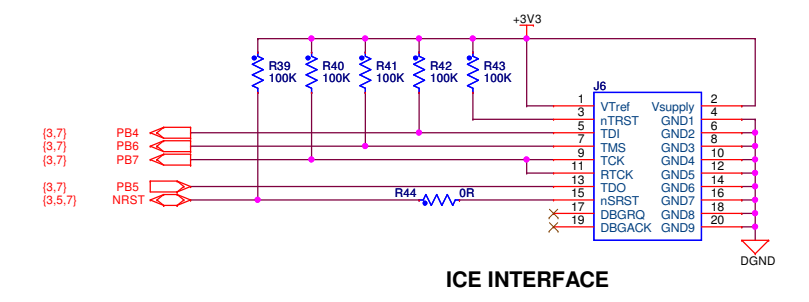 +3V3
R39 R40 R41 R42 R43
100K 100K 100K 100K 100K
J6
1 VTref Vsupply 2
3 nTRST GND1 4
{3,7} PB4 5 TDI GND2 6
{3,7} PB6 7 TMS GND3 8
{3,7} PB7 9 TCK GND4 10
11 RTCK GND5 12
{3,7} PB5 13 TDO GND6 14
{3,5,7} NRST R44 0R 15 nSRST GND7 16
17 DBGRQ GND8 18
19 DBGACK GND9 20
DGND
ICE INTERFACE